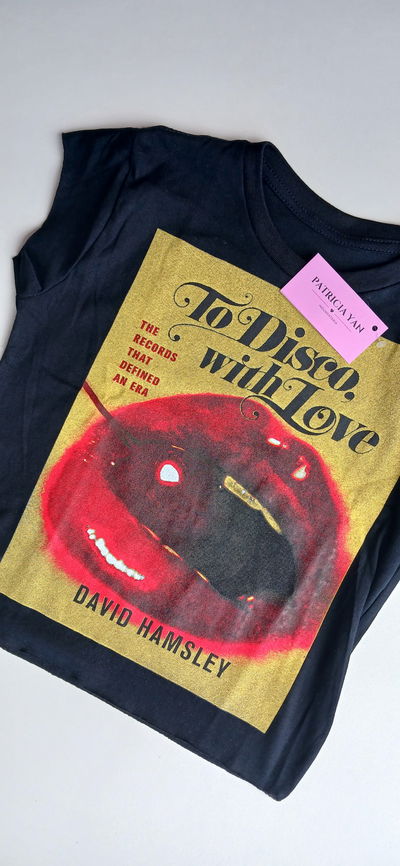 PATRICIA YAN
To Disco,
with Love
THE
RECORDS
THAT
DEFINED
AN ERA
DAVID HAMSLEY